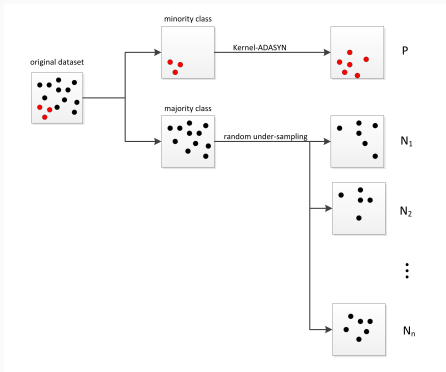 minority class
Kernel-ADASYN
P
original dataset
majority class
random under-sampling
N1
N2
Nn